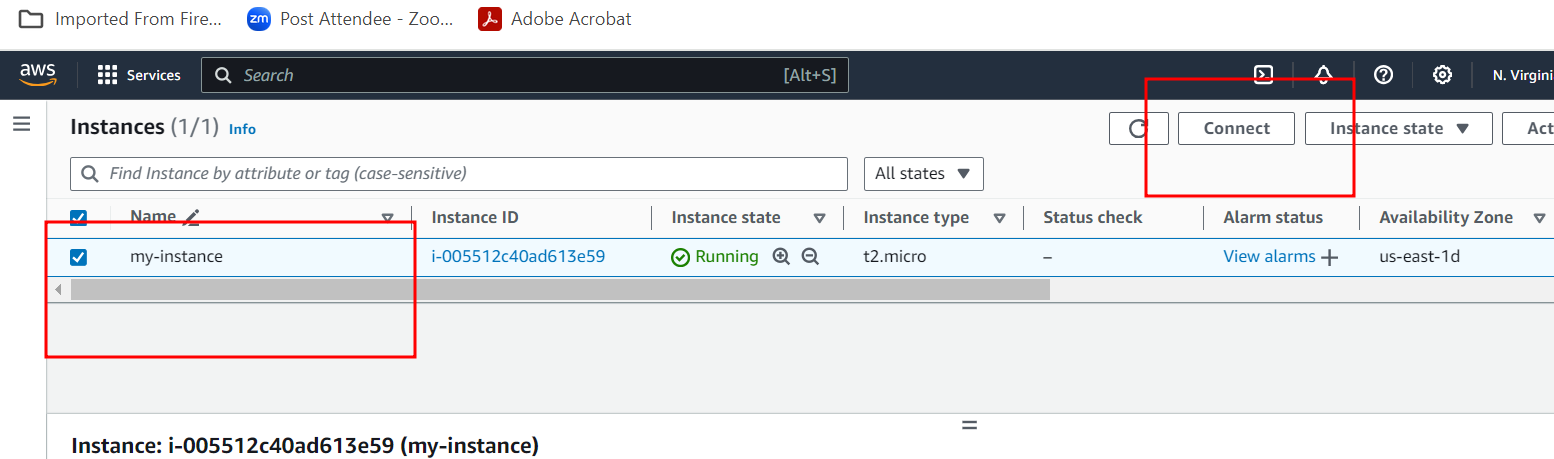 Imported From Fire... zm Post Attendee - Zoo... Adobe Acrobat
aws Services Search [Alt+S] N. Virgini
Instances (1/1) Info Connect Instance state Act
Find Instance by attribute or tag (case-sensitive) All states
Name Instance ID Instance state Instance type Status check Alarm status Availability Zone
my-instance i-005512c40ad613e59 Running t2.micro – View alarms us-east-1d
Instance: i-005512c40ad613e59 (my-instance)